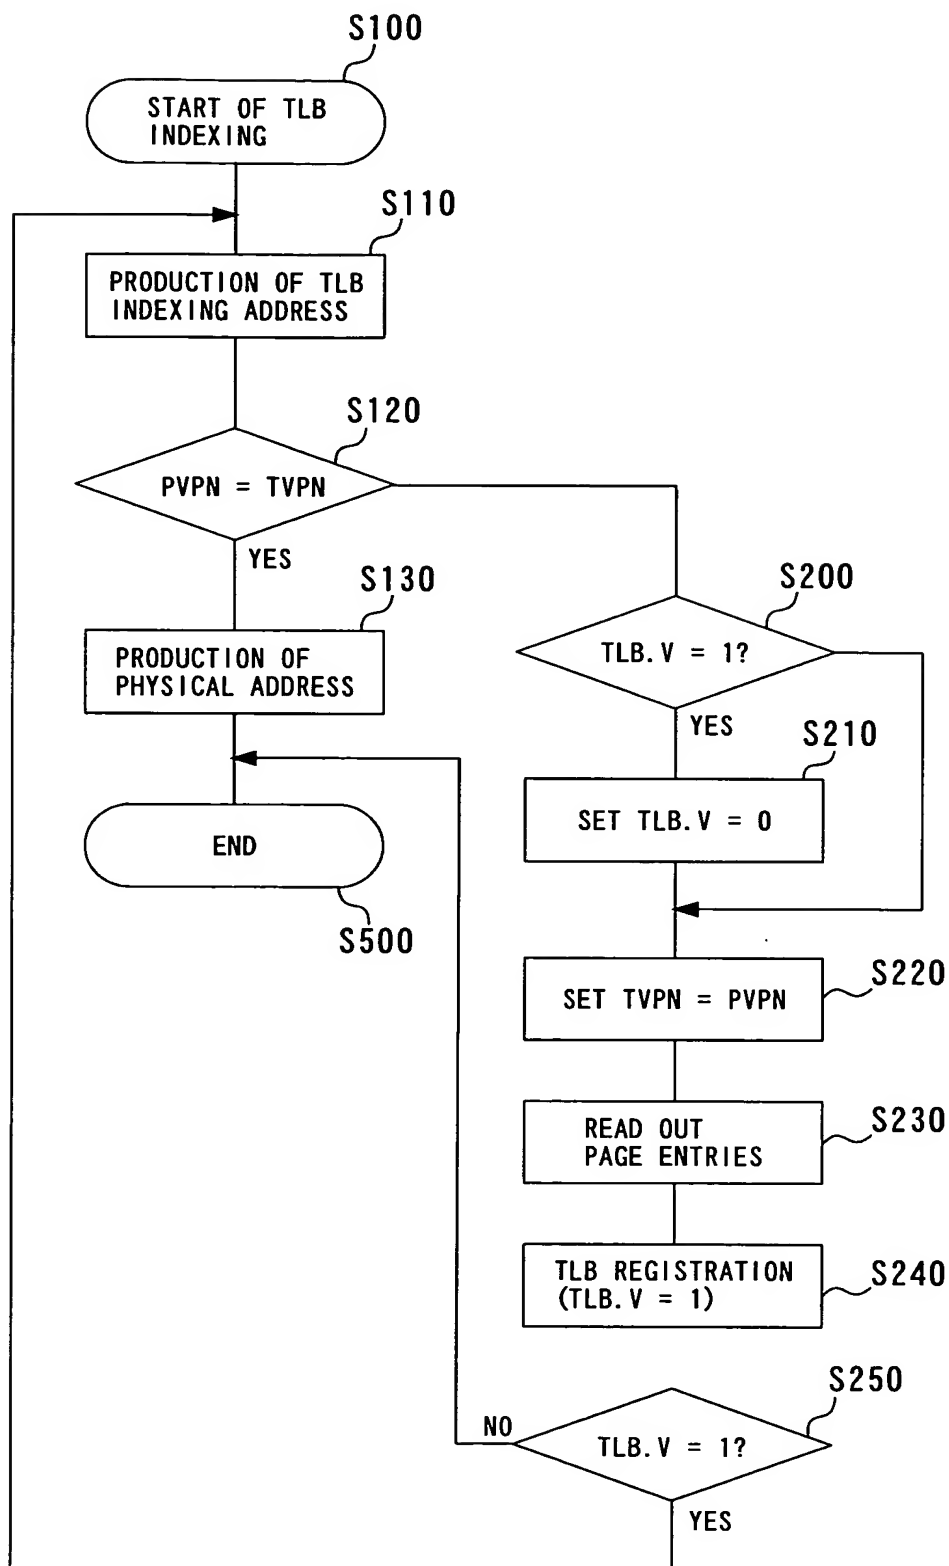 S100
START OF TLB
INDEXING
S110
PRODUCTION OF TLB
INDEXING ADDRESS
S120
PVPN = TVPN
YES
S130
PRODUCTION OF
PHYSICAL ADDRESS
END
S500
S200
TLB.V = 1?
YES
S210
SET TLB.V = 0
SET TVPN = PVPN
S220
READ OUT
PAGE ENTRIES
S230
TLB REGISTRATION
(TLB.V = 1)
S240
S250
NO
TLB.V = 1?
YES